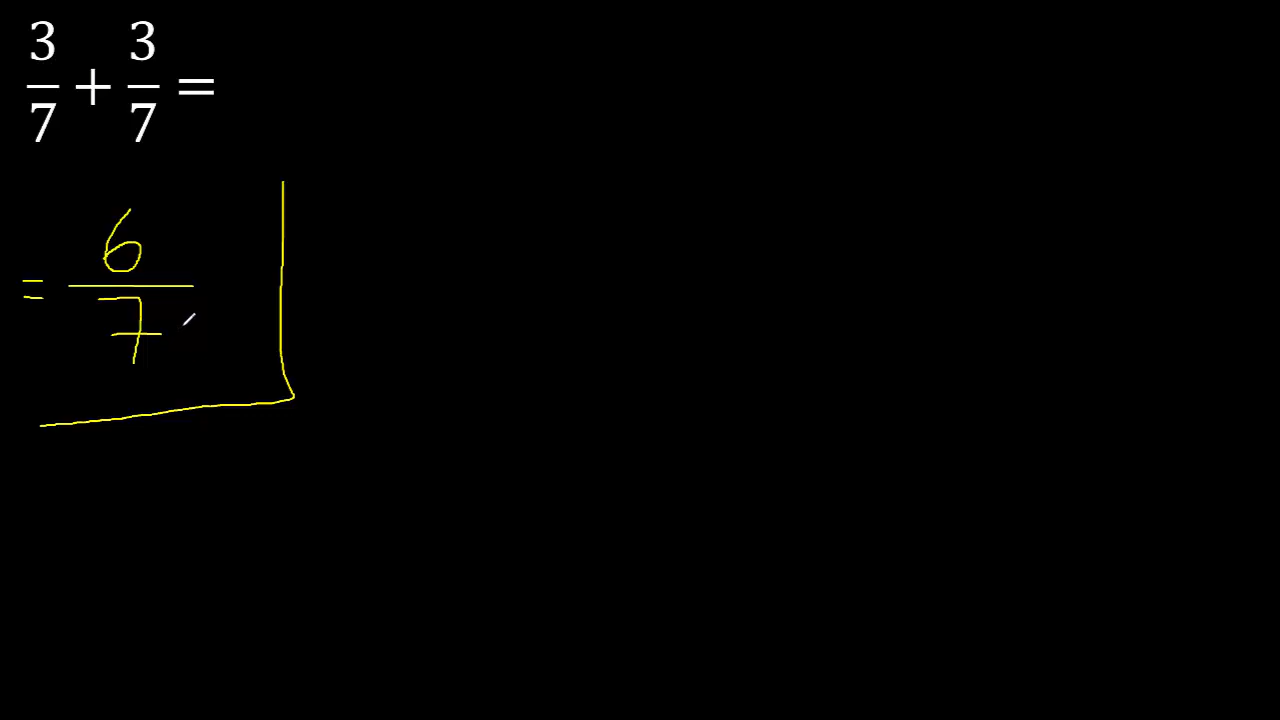 3/7 + 3/7 =
= 6/7